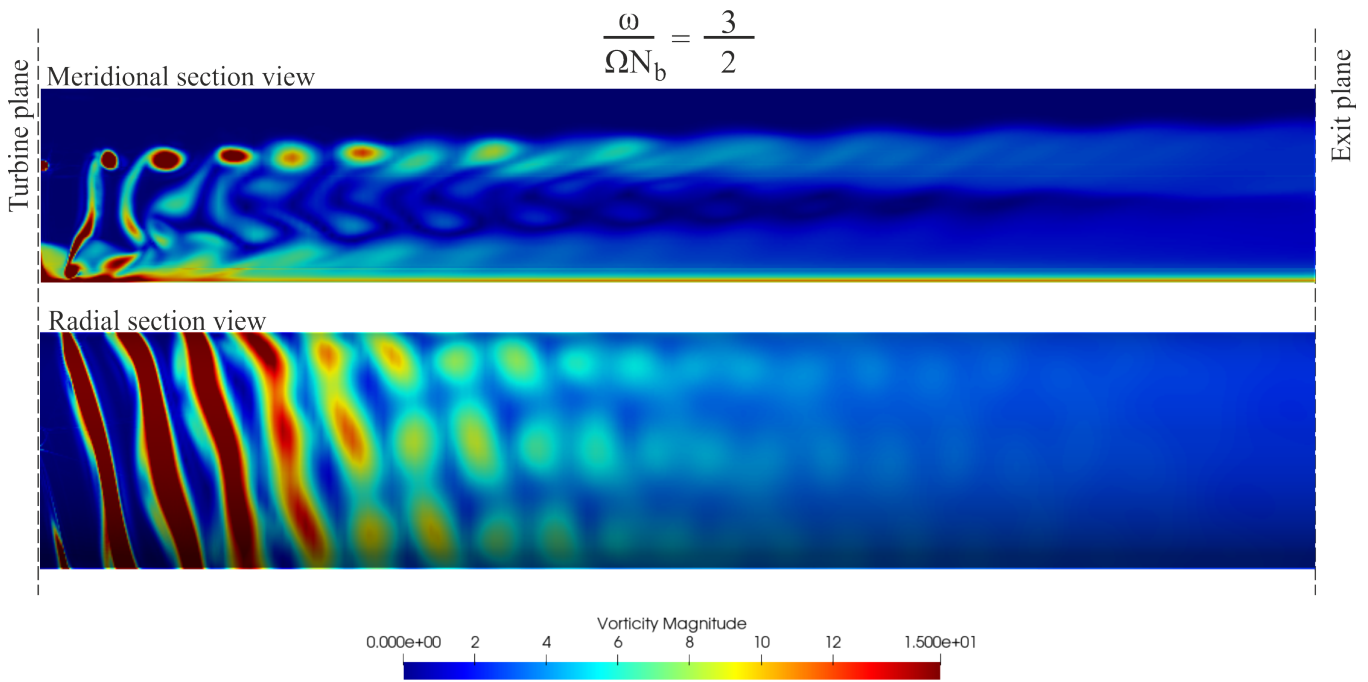 ω/ΩN_b = 3/2
Turbine plane
Meridional section view
Exit plane
Radial section view
Vorticity Magnitude
0.000e+00 2 4 6 8 10 12 1.500e+01